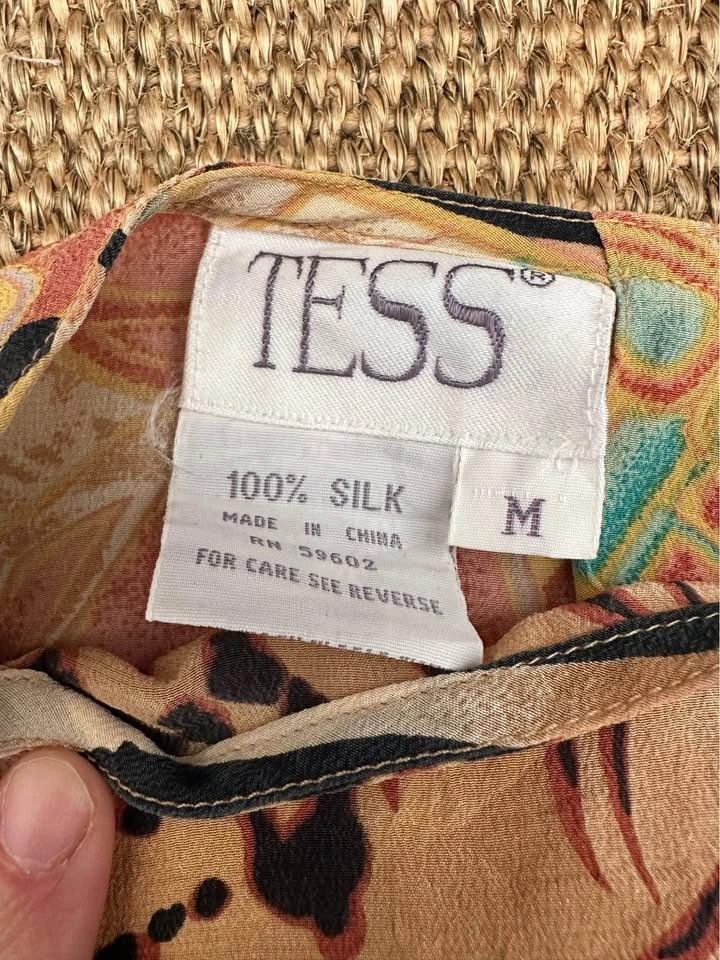 TESS®
100% SILK
MADE IN CHINA
RN 59602
FOR CARE SEE REVERSE
M